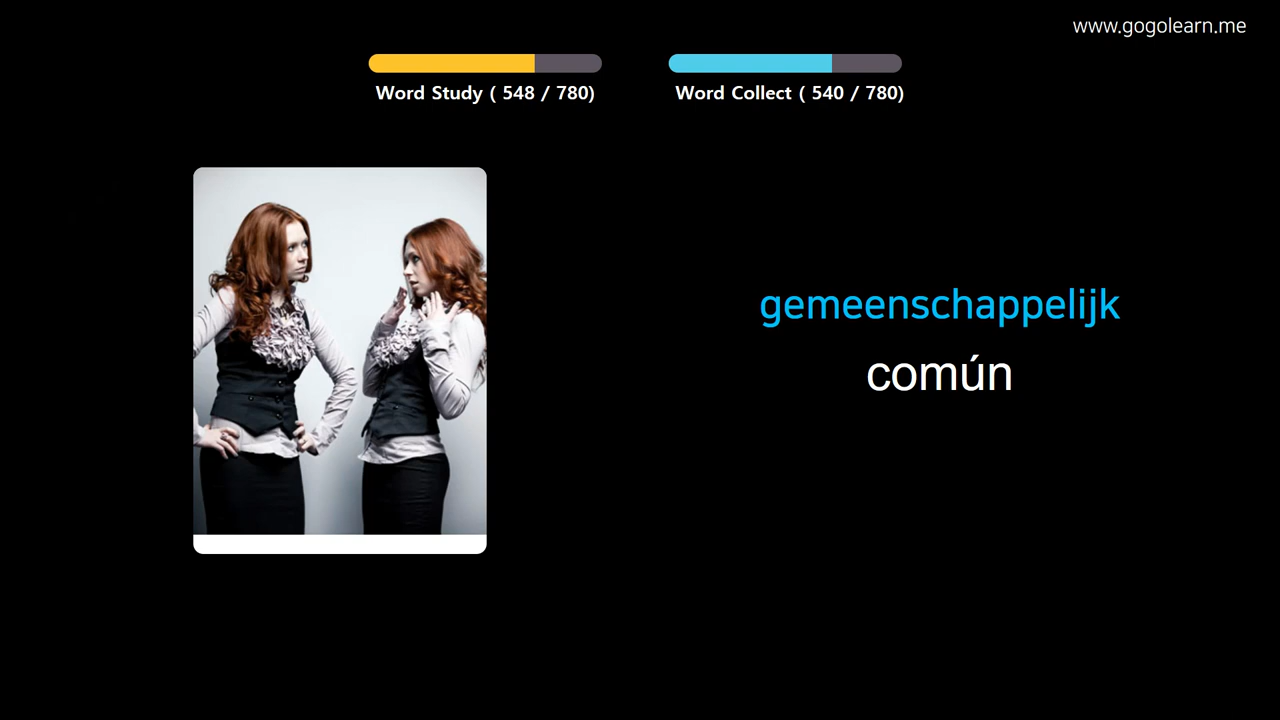 www.gogolearn.me
Word Study ( 548 / 780)
Word Collect ( 540 / 780)
gemeenschappelijk
común